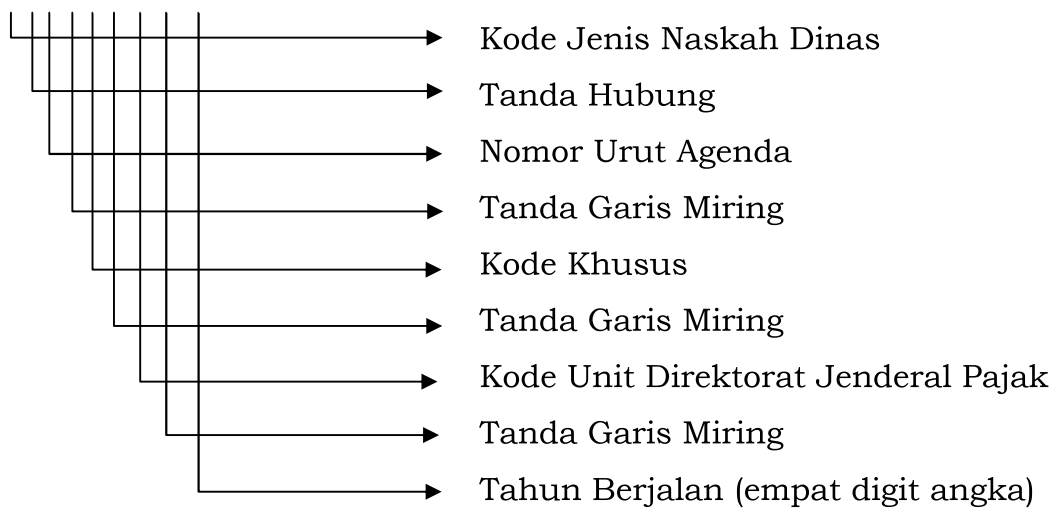 Kode Jenis Naskah Dinas
Tanda Hubung
Nomor Urut Agenda
Tanda Garis Miring
Kode Khusus
Tanda Garis Miring
Kode Unit Direktorat Jenderal Pajak
Tanda Garis Miring
Tahun Berjalan (empat digit angka)